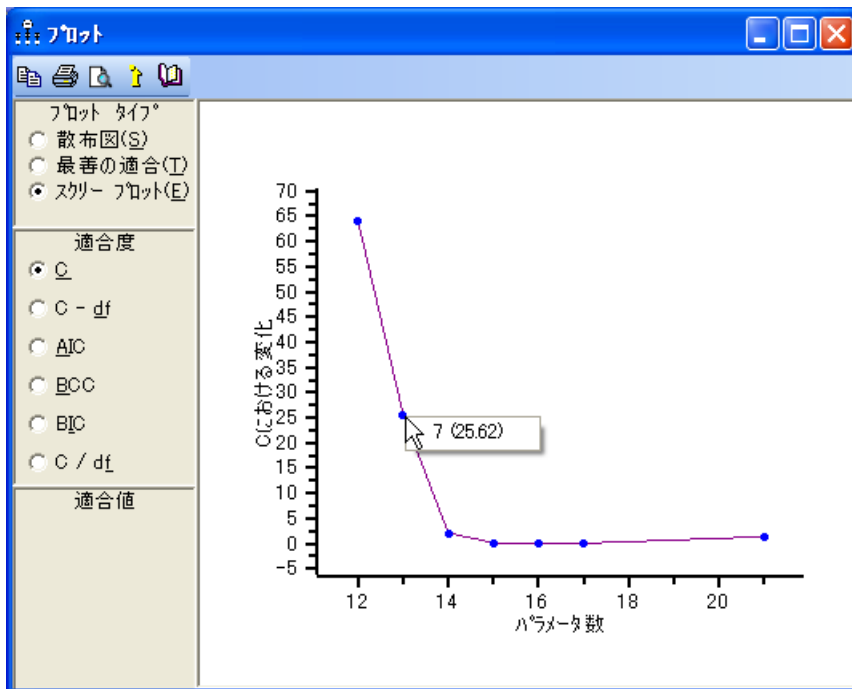 プロット
プロット タイプ
散布図(S)
最善の適合(T)
スクリー プロット(E)
適合度
C
C - df
AIC
BCC
BIC
C / df
適合値
Cにおける変化
70
65
60
55
50
45
40
35
30
25
20
15
10
5
0
-5
7 (25.62)
12 14 16 18 20
パラメータ数